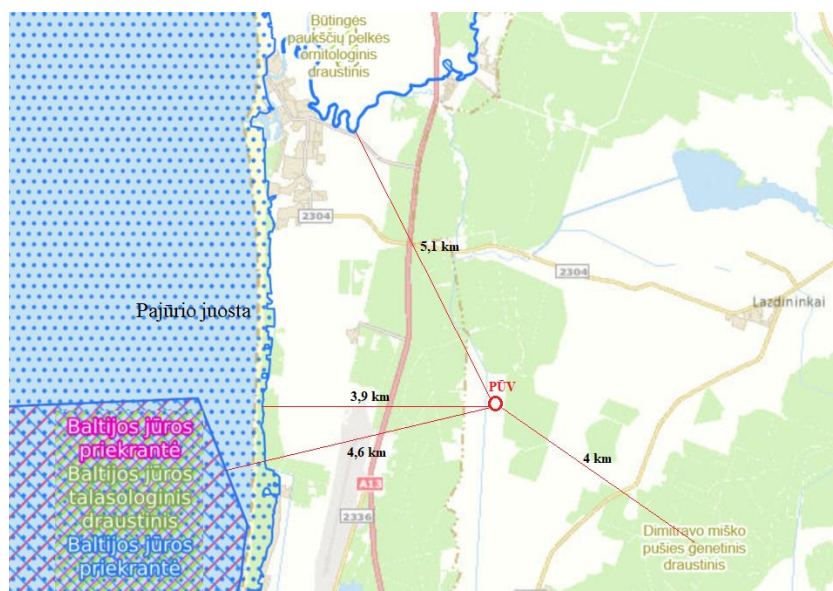 Būtingės
paukščių pelkės
ornitologinis
draustinis
2304
5,1 km
2304
Lazdininkai
Pajūrio juosta
PŪV
3,9 km
4,6 km
4 km
Baltijos jūros
priekrantė
Baltijos jūros
talasologinis
draustinis
Baltijos jūros
priekrantė
A13
2336
Dimitravo miško
pušies genetinis
draustinis